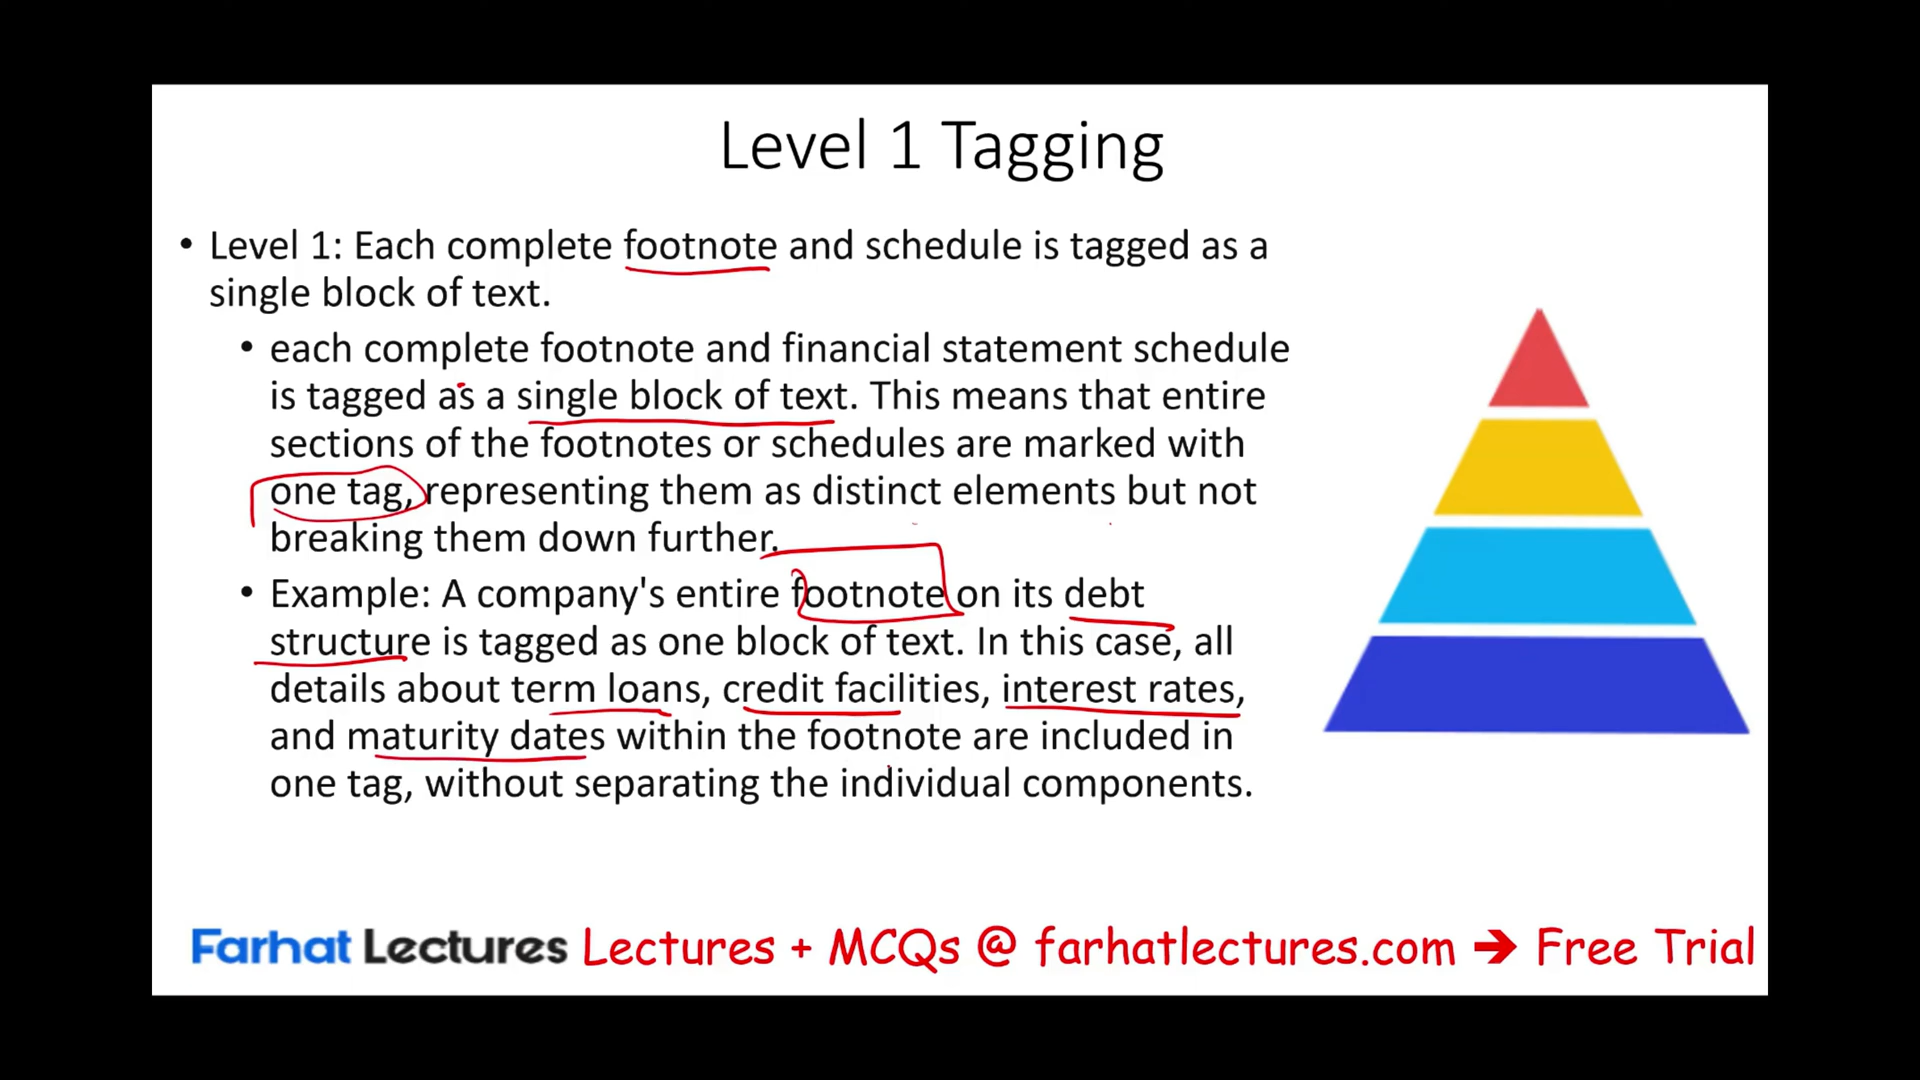 Level 1 Tagging
• Level 1: Each complete footnote and schedule is tagged as a
single block of text.
• each complete footnote and financial statement schedule
is tagged as a single block of text. This means that entire
sections of the footnotes or schedules are marked with
one tag, representing them as distinct elements but not
breaking them down further.
• Example: A company's entire footnote on its debt
structure is tagged as one block of text. In this case, all
details about term loans, credit facilities, interest rates,
and maturity dates within the footnote are included in
one tag, without separating the individual components.
Farhat Lectures Lectures + MCQs @ farhatlectures.com ➔ Free Trial